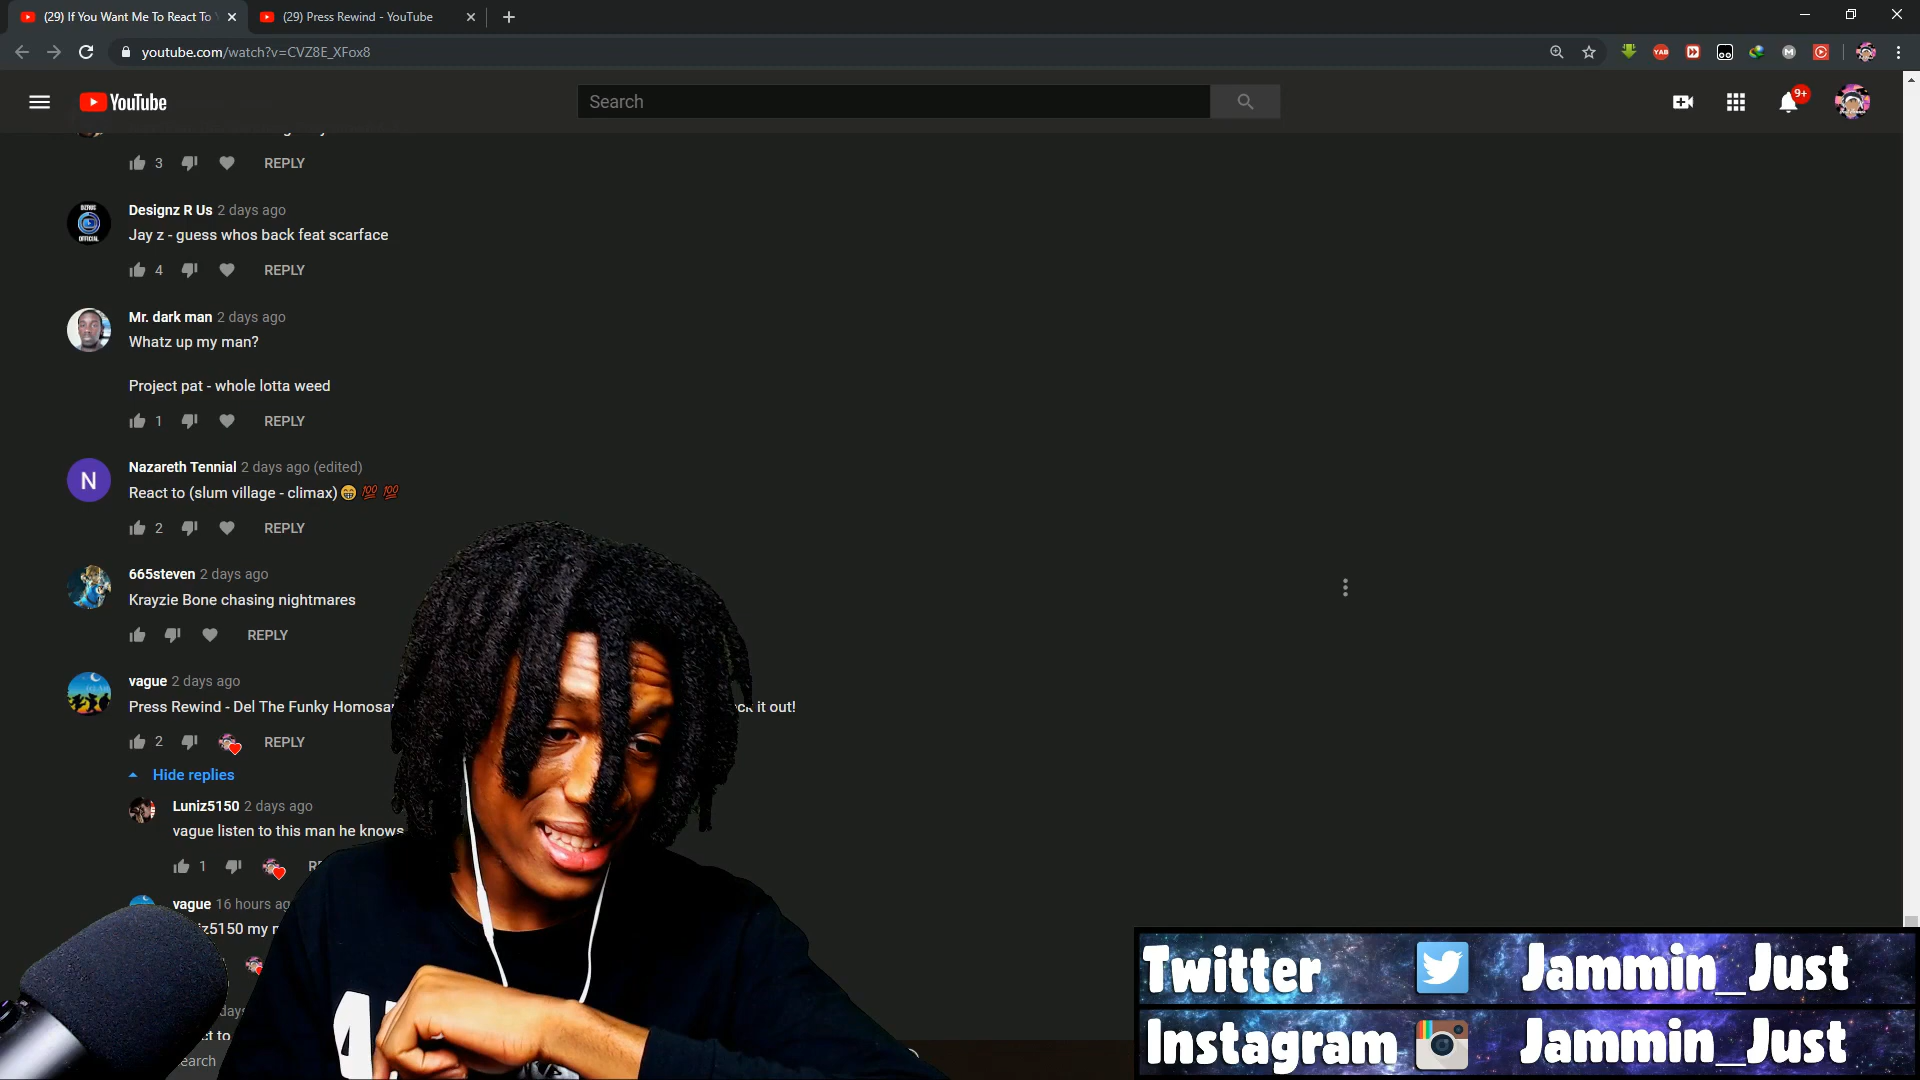 (29) If You Want Me To React To
(29) Press Rewind - YouTube
youtube.com/watch?v=CVZ8E_XFox8
YouTube
Search
9+
3 REPLY
Designz R Us 2 days ago
Jay z - guess whos back feat scarface
4 REPLY
Mr. dark man 2 days ago
Whatz up my man?
Project pat - whole lotta weed
1 REPLY
N
Nazareth Tennial 2 days ago (edited)
React to (slum village - climax) 😁 💯 💯
2 REPLY
665steven 2 days ago
Krayzie Bone chasing nightmares
REPLY
vague 2 days ago
Press Rewind - Del The Funky it out!
2 REPLY
Hide replies
Luniz5150 2 days ago
vague listen to this man he knows
1
vague 16 hours
my
to
Twitter Jammin_Just
Instagram Jammin_Just